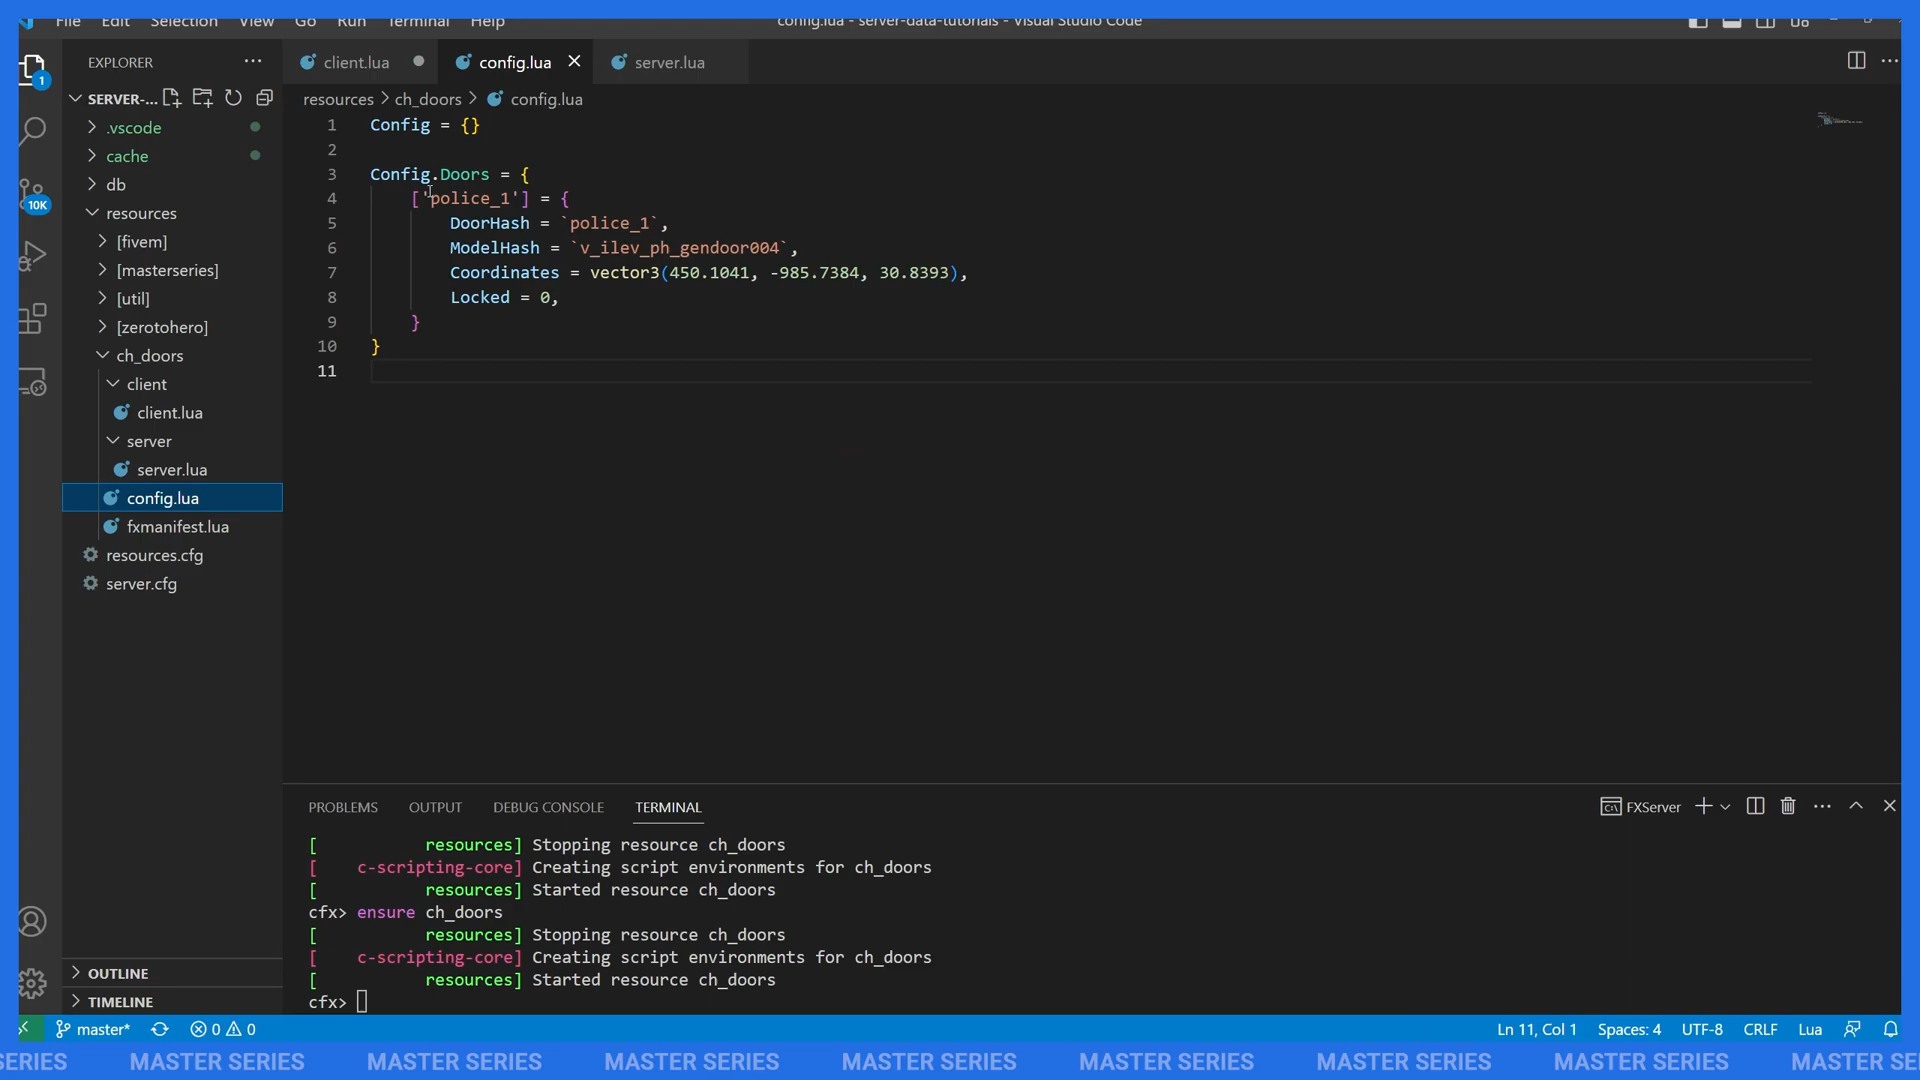 File Edit Selection View Go Run Terminal Help
config.lua - server-data-tutorials - Visual Studio Code
EXPLORER
client.lua
config.lua
server.lua
1
SERVER-...
resources > ch_doors > config.lua
.vscode
cache
db
10K
resources
[fivem]
[masterseries]
[util]
[zerotohero]
ch_doors
client
client.lua
server
server.lua
config.lua
fxmanifest.lua
resources.cfg
server.cfg
OUTLINE
TIMELINE
1 Config = {}
2
3 Config.Doors = {
4 ['police_1'] = {
5 DoorHash = `police_1`,
6 ModelHash = `v_ilev_ph_gendoor004`,
7 Coordinates = vector3(450.1041, -985.7384, 30.8393),
8 Locked = 0,
9 }
10 }
11
PROBLEMS OUTPUT DEBUG CONSOLE TERMINAL
FXServer
[ resources] Stopping resource ch_doors
[ c-scripting-core] Creating script environments for ch_doors
[ resources] Started resource ch_doors
cfx> ensure ch_doors
[ resources] Stopping resource ch_doors
[ c-scripting-core] Creating script environments for ch_doors
[ resources] Started resource ch_doors
cfx>
master* 0 0 Ln 11, Col 1 Spaces: 4 UTF-8 CRLF Lua
SERIES MASTER SERIES MASTER SERIES MASTER SERIES MASTER SERIES MASTER SERIES MASTER SERIES MASTER SERIES MASTER SE